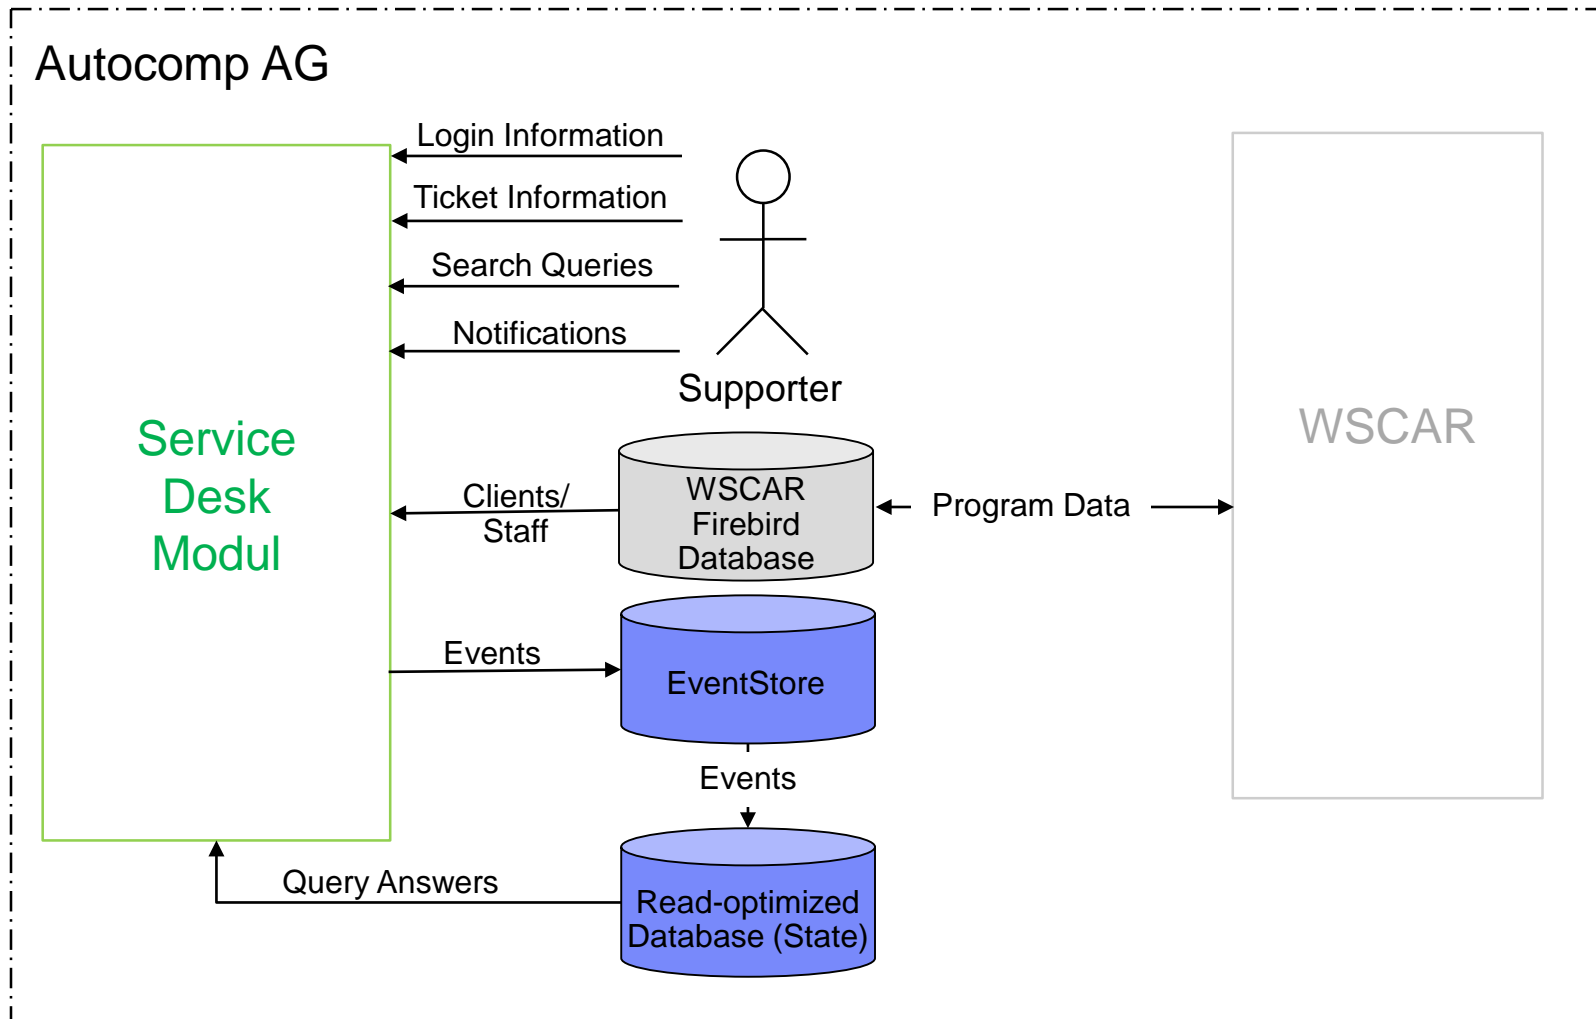 Autocomp AG
Login Information
Ticket Information
Search Queries
Notifications
Supporter
Service
Desk
Modul
WSCAR
Clients/
Staff
WSCAR
Firebird
Database
Program Data
Events
EventStore
Events
Query Answers
Read-optimized
Database (State)